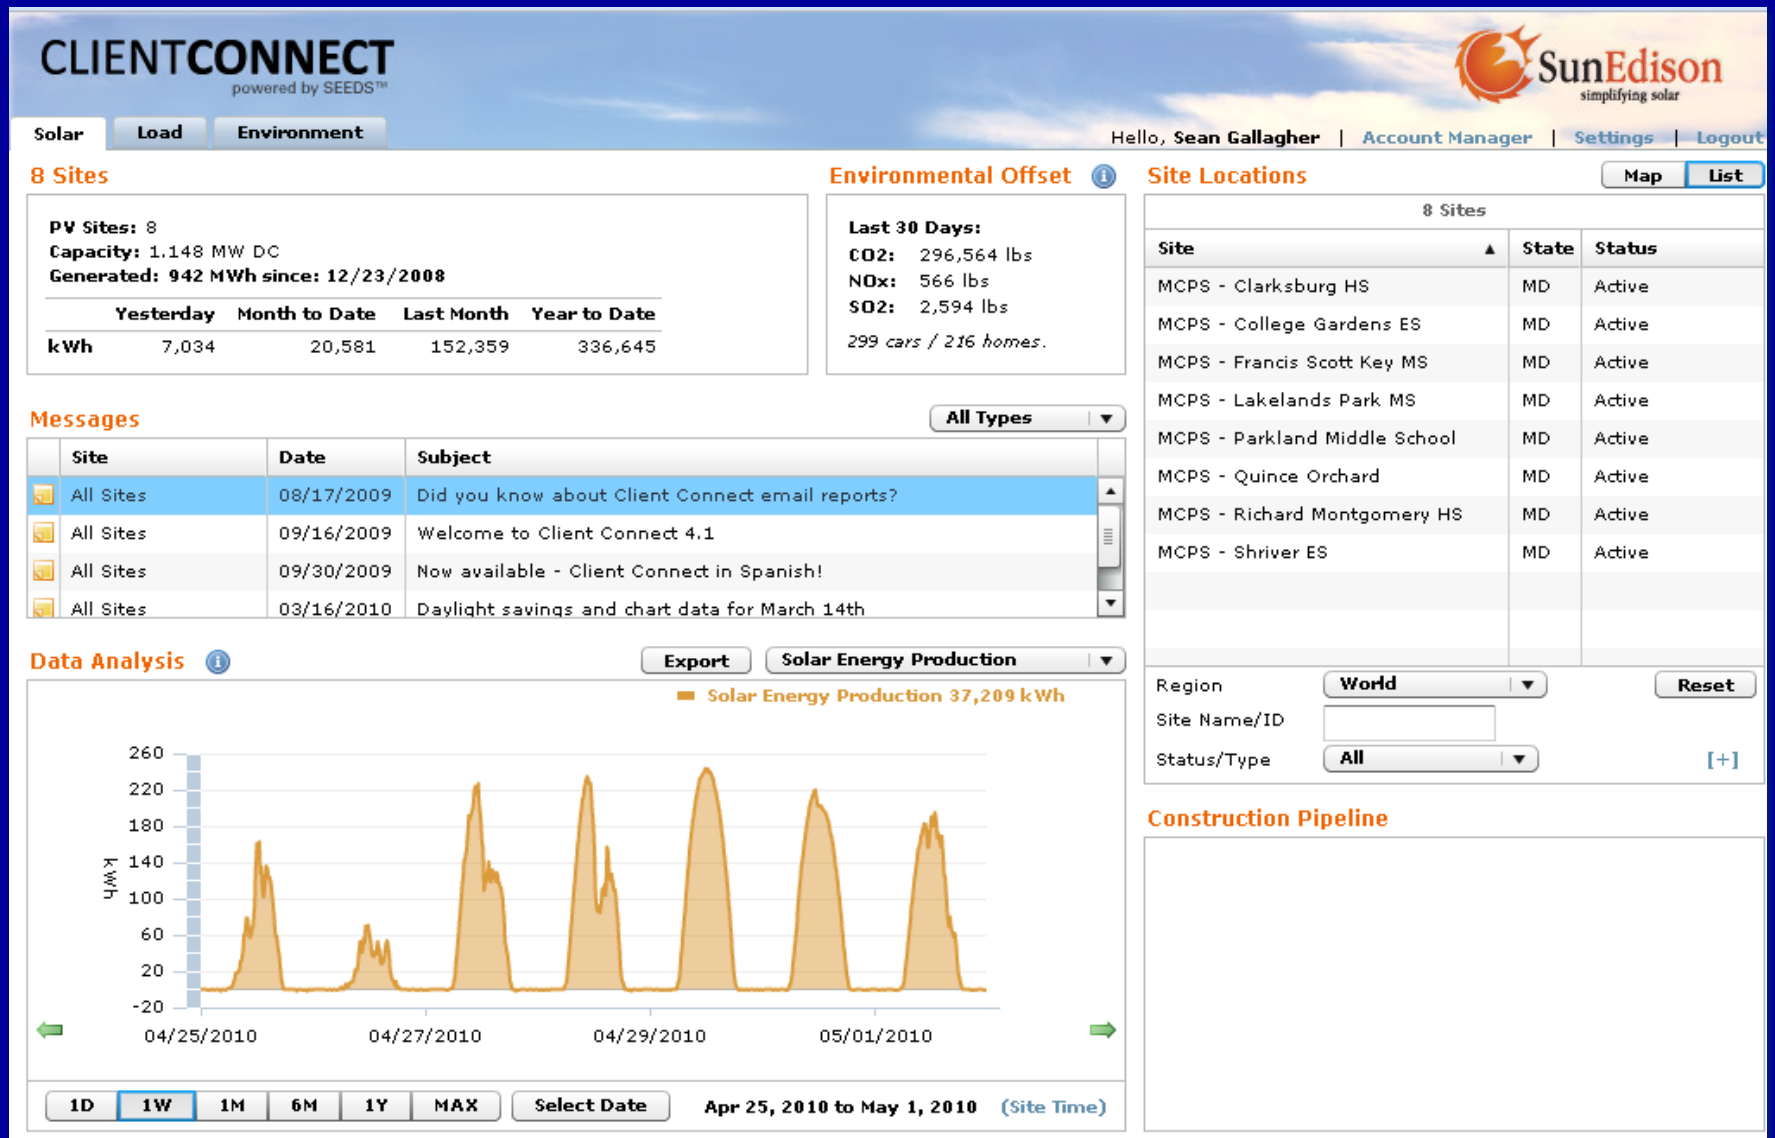 CLIENTCONNECT
powered by SEEDS™
SunEdison
simplifying solar
Solar
Load
Environment
Hello, Sean Gallagher | Account Manager | Settings | Logout
8 Sites
PV Sites: 8
Capacity: 1.148 MW DC
Generated: 942 MWh since: 12/23/2008
Yesterday Month to Date Last Month Year to Date
kWh 7,034 20,581 152,359 336,645
Environmental Offset
Last 30 Days:
CO2: 296,564 lbs
NOx: 566 lbs
SO2: 2,594 lbs
299 cars / 216 homes.
Messages
All Types
Site Date Subject
All Sites 08/17/2009 Did you know about Client Connect email reports?
All Sites 09/16/2009 Welcome to Client Connect 4.1
All Sites 09/30/2009 Now available - Client Connect in Spanish!
All Sites 03/16/2010 Daylight savings and chart data for March 14th
Data Analysis
Export
Solar Energy Production
Solar Energy Production 37,209 kWh
260
220
180
140
100
60
20
-20
kWh
04/25/2010 04/27/2010 04/29/2010 05/01/2010
1D 1W 1M 6M 1Y MAX
Select Date
Apr 25, 2010 to May 1, 2010 (Site Time)
Site Locations
Map List
8 Sites
Site State Status
MCPS - Clarksburg HS MD Active
MCPS - College Gardens ES MD Active
MCPS - Francis Scott Key MS MD Active
MCPS - Lakelands Park MS MD Active
MCPS - Parkland Middle School MD Active
MCPS - Quince Orchard MD Active
MCPS - Richard Montgomery HS MD Active
MCPS - Shriver ES MD Active
Region World Reset
Site Name/ID
Status/Type All [+]
Construction Pipeline